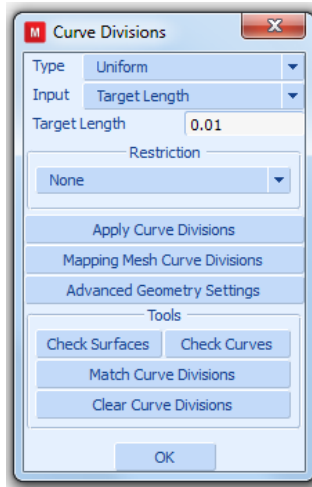 M Curve Divisions
Type Uniform
Input Target Length
Target Length 0.01
Restriction
None
Apply Curve Divisions
Mapping Mesh Curve Divisions
Advanced Geometry Settings
Tools
Check Surfaces Check Curves
Match Curve Divisions
Clear Curve Divisions
OK